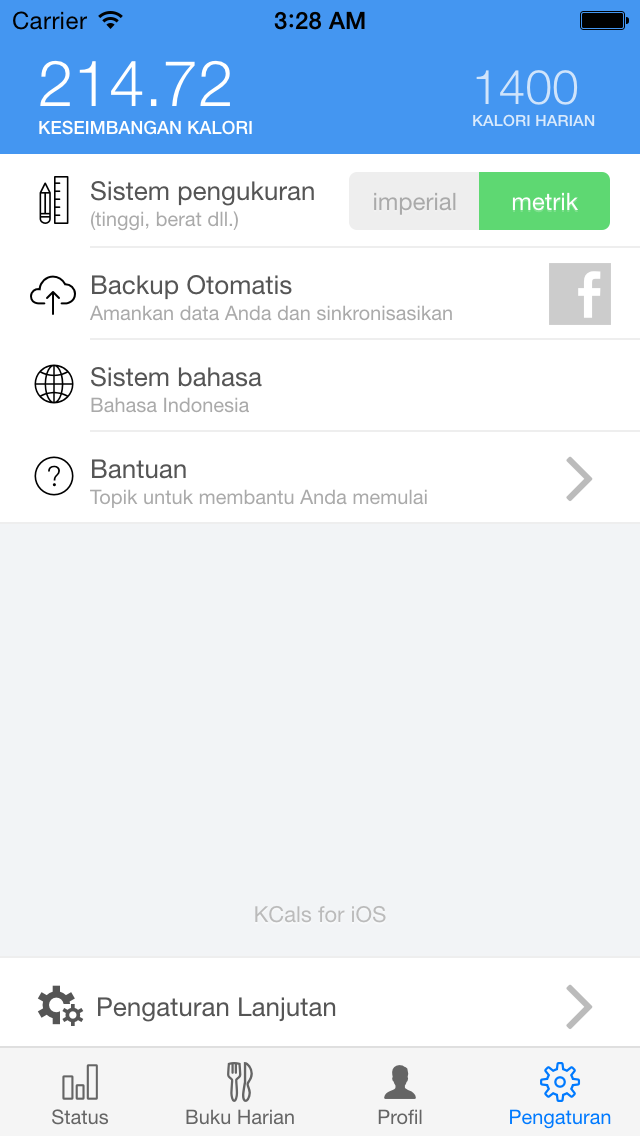 Carrier 3:28 AM
214.72 1400
KESEIMBANGAN KALORI KALORI HARIAN
Sistem pengukuran
(tinggi, berat dll.)
imperial metrik
Backup Otomatis
Amankan data Anda dan sinkronisasikan
f
Sistem bahasa
Bahasa Indonesia
?
Bantuan
Topik untuk membantu Anda memulai
KCals for iOS
Pengaturan Lanjutan
Status Buku Harian Profil Pengaturan